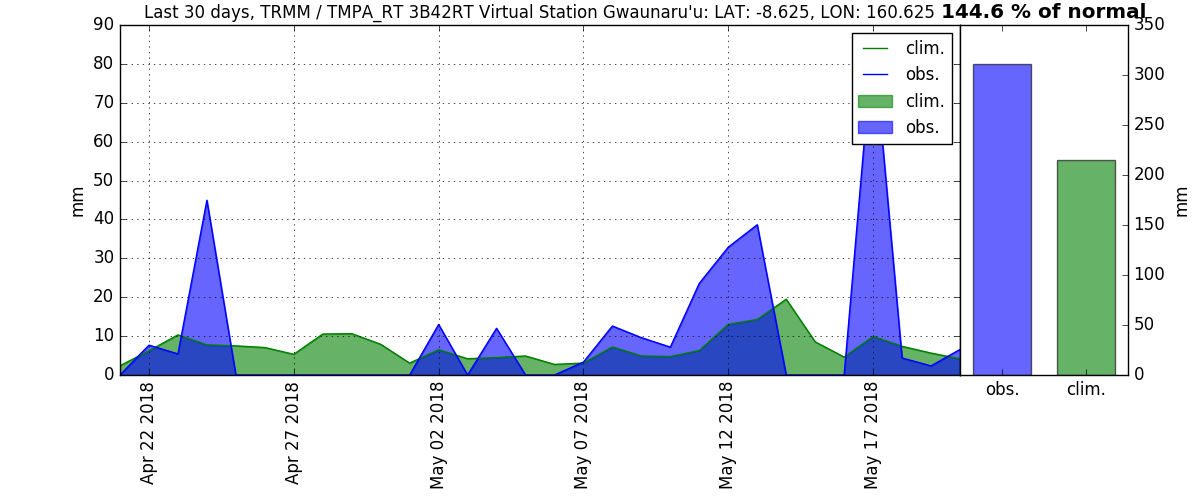 Last 30 days, TRMM / TMPA_RT 3B42RT Virtual Station Gwaunaru'u: LAT: -8.625, LON: 160.625 144.6 % of normal
90
80
70
60
50
40
30
20
10
0
mm
Apr 22 2018
Apr 27 2018
May 02 2018
May 07 2018
May 12 2018
May 17 2018
clim.
obs.
clim.
obs.
350
300
250
200
150
100
50
0
mm
obs.
clim.